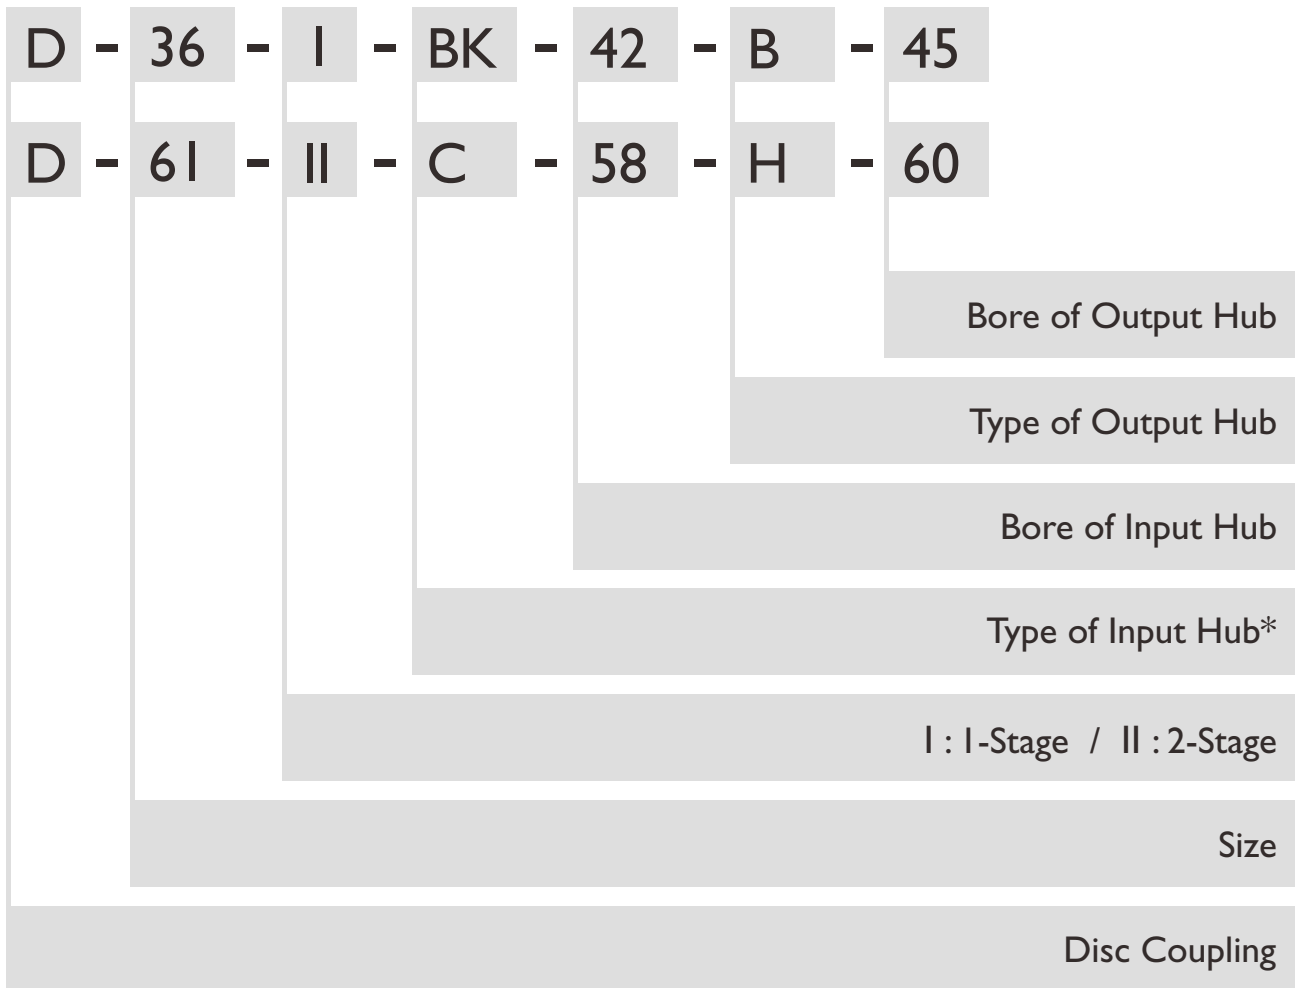 D - 36 - I - BK - 42 - B - 45
D - 61 - II - C - 58 - H - 60
Bore of Output Hub
Type of Output Hub
Bore of Input Hub
Type of Input Hub*
I : 1-Stage / II : 2-Stage
Size
Disc Coupling